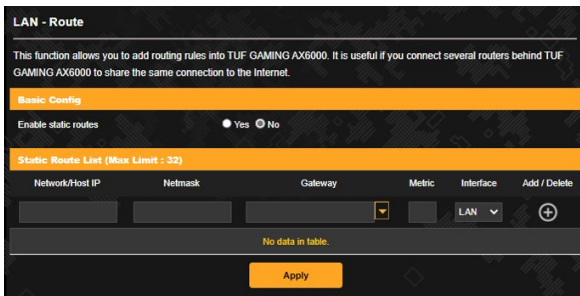 LAN - Route
This function allows you to add routing rules into TUF GAMING AX6000. It is useful if you connect several routers behind TUF
GAMING AX6000 to share the same connection to the Internet.
Basic Config
Enable static routes Yes No
Static Route List (Max Limit : 32)
Network/Host IP Netmask Gateway Metric Interface Add / Delete
LAN
No data in table.
Apply